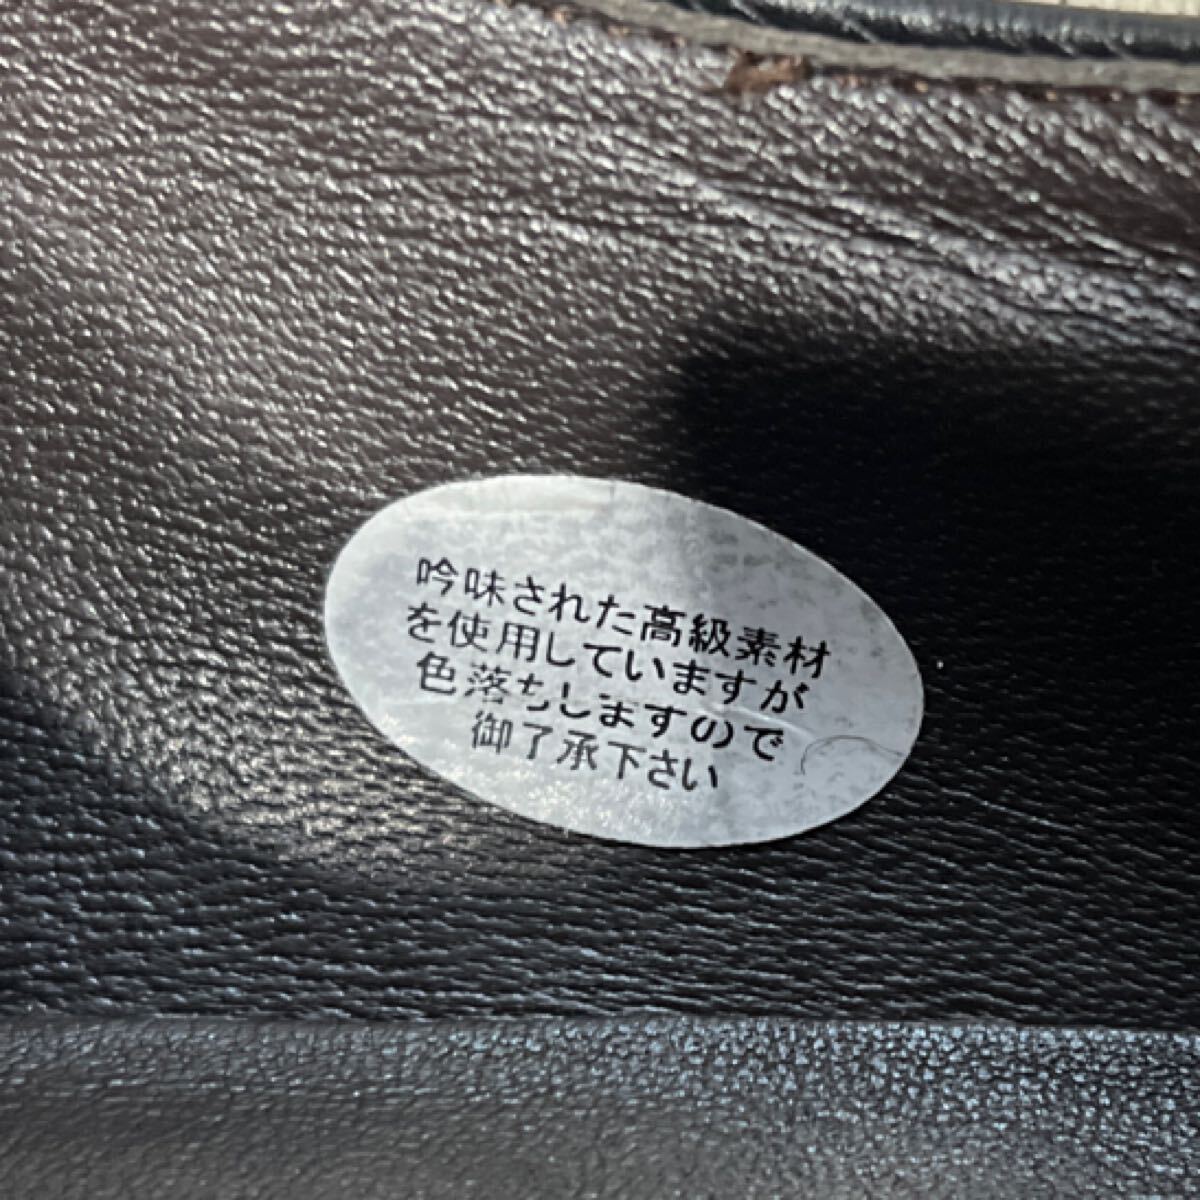 吟味された高級素材
を使用していますが
色落ちしますので
御了承下さい